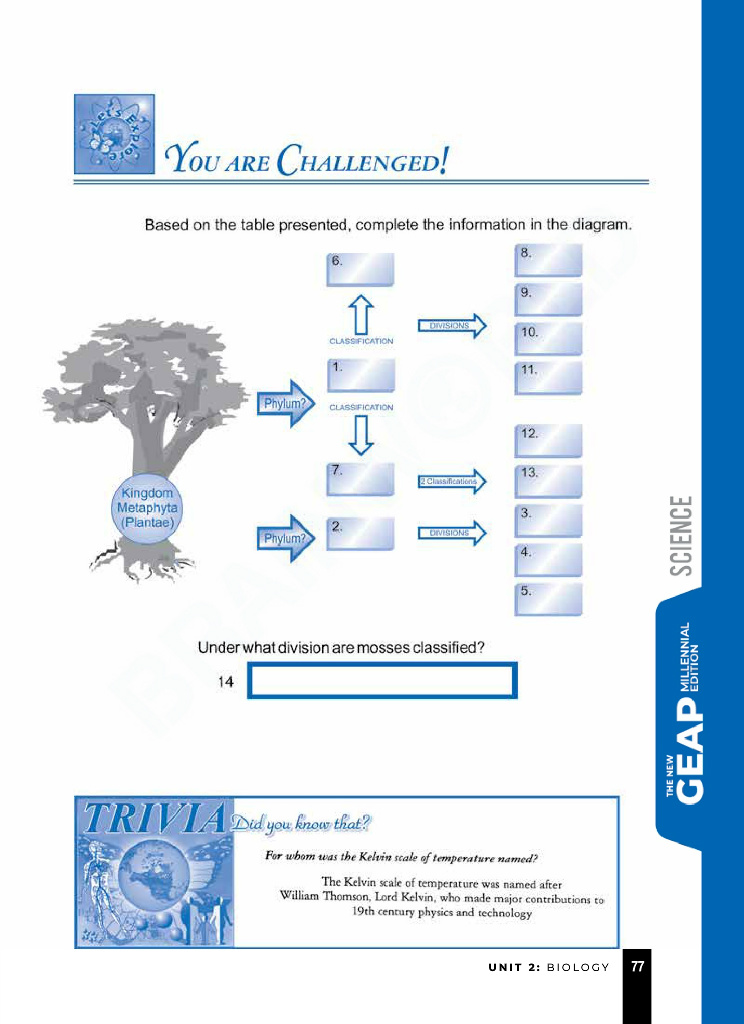 Let's Explore
YOU ARE CHALLENGED!
Based on the table presented, complete the information in the diagram.
6.
8.
9.
CLASSIFICATION
DIVISIONS
10.
1.
11.
Phylum?
CLASSIFICATION
12.
7.
2 Classifications
13.
Kingdom
Metaphyta
(Plantae)
3.
Phylum?
2.
DIVISIONS
4.
5.
Under what division are mosses classified?
14
SCIENCE
THE NEW
GEAP MILLENNIAL
EDITION
TRIVIA Did you know that?
For whom was the Kelvin scale of temperature named?
The Kelvin scale of temperature was named after
William Thomson, Lord Kelvin, who made major contributions to
19th century physics and technology
UNIT 2: BIOLOGY 77